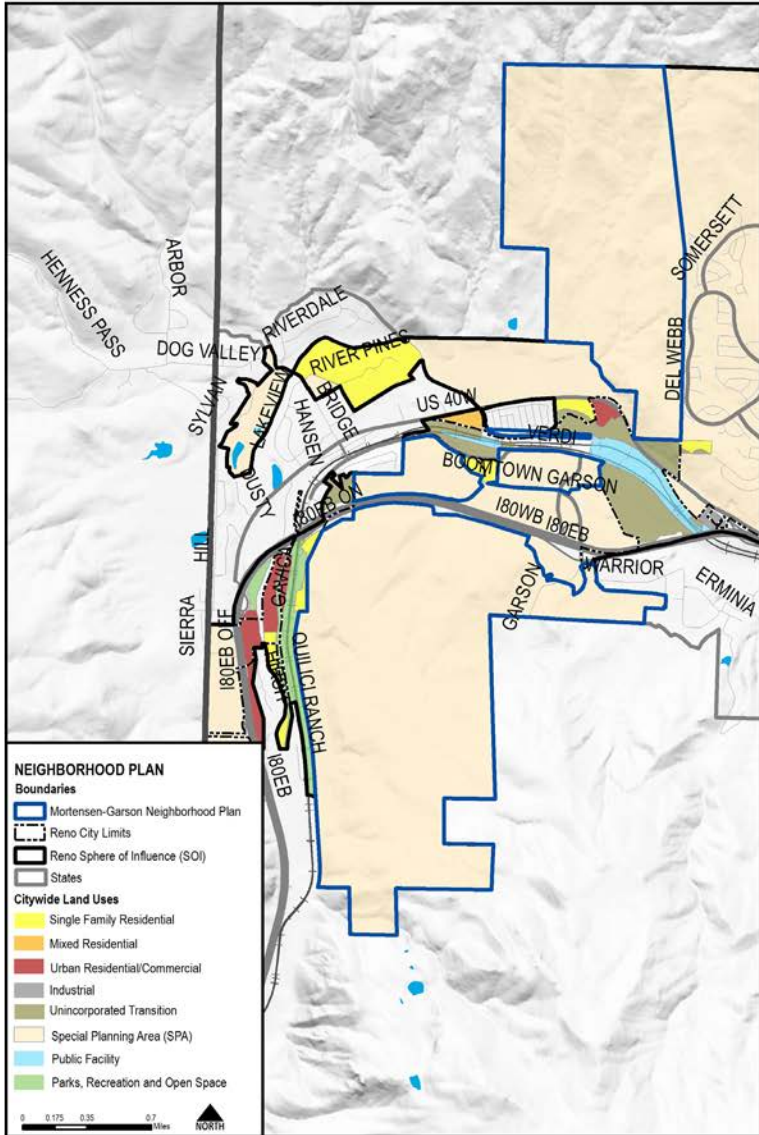 SOMERSETT
ARBOR
HENNESS PASS
RIVERDALE
DOG VALLEY
RIVER PINES
DEL WEBB
SYLVAN
LAKEVIEW
BRIDGE
HANSEN
US 40W
VERDI
DUSTY
BOOMTOWN GARSON
I80EB ON
I80WB I80EB
HILL
GAVICA
WARRIOR
GARSON
ERMINIA
SIERRA
I80EB OFF
QUILICI RANCH
I80EB
NEIGHBORHOOD PLAN
Boundaries
Mortensen-Garson Neighborhood Plan
Reno City Limits
Reno Sphere of Influence (SOI)
States
Citywide Land Uses
Single Family Residential
Mixed Residential
Urban Residential/Commercial
Industrial
Unincorporated Transition
Special Planning Area (SPA)
Public Facility
Parks, Recreation and Open Space
0 0.175 0.35 0.7
Miles
NORTH